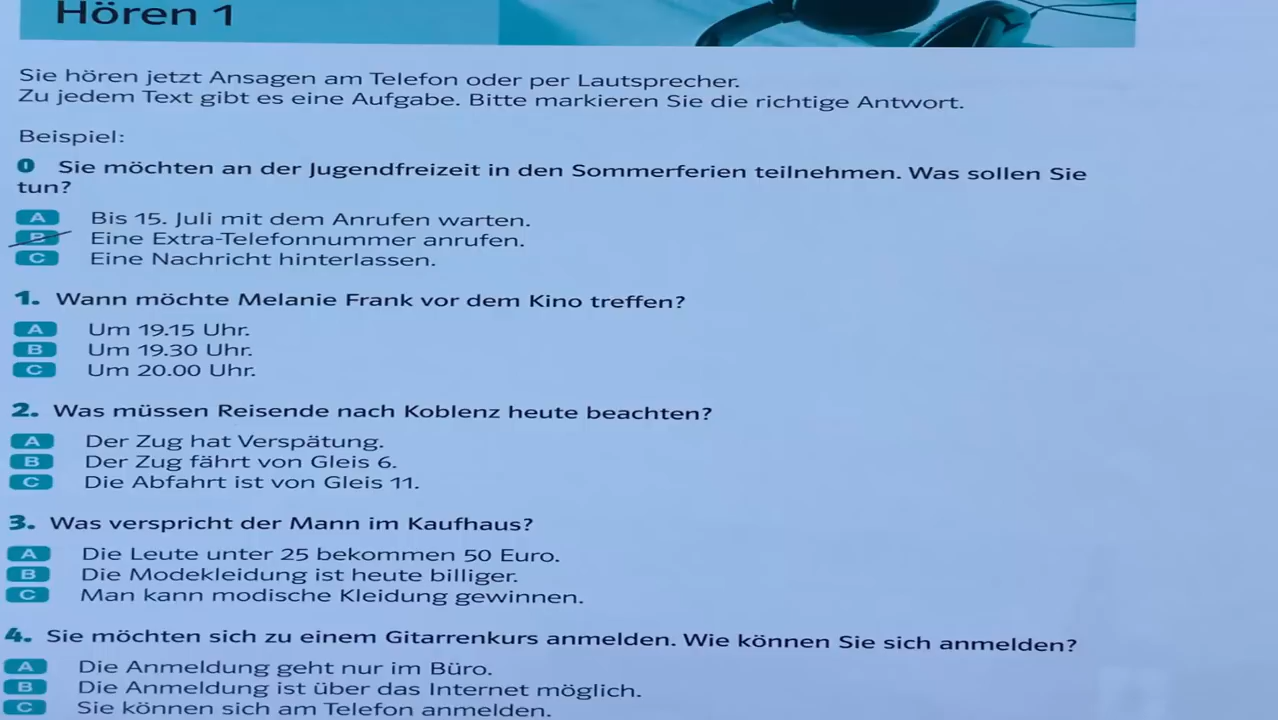 Hören 1
Sie hören jetzt Ansagen am Telefon oder per Lautsprecher.
Zu jedem Text gibt es eine Aufgabe. Bitte markieren Sie die richtige Antwort.
Beispiel:
0 Sie möchten an der Jugendfreizeit in den Sommerferien teilnehmen. Was sollen Sie
tun?
A Bis 15. Juli mit dem Anrufen warten.
B Eine Extra-Telefonnummer anrufen.
C Eine Nachricht hinterlassen.
1. Wann möchte Melanie Frank vor dem Kino treffen?
A Um 19.15 Uhr.
B Um 19.30 Uhr.
C Um 20.00 Uhr.
2. Was müssen Reisende nach Koblenz heute beachten?
A Der Zug hat Verspätung.
B Der Zug fährt von Gleis 6.
C Die Abfahrt ist von Gleis 11.
3. Was verspricht der Mann im Kaufhaus?
A Die Leute unter 25 bekommen 50 Euro.
B Die Modekleidung ist heute billiger.
C Man kann modische Kleidung gewinnen.
4. Sie möchten sich zu einem Gitarrenkurs anmelden. Wie können Sie sich anmelden?
A Die Anmeldung geht nur im Büro.
B Die Anmeldung ist über das Internet möglich.
C Sie können sich am Telefon anmelden.